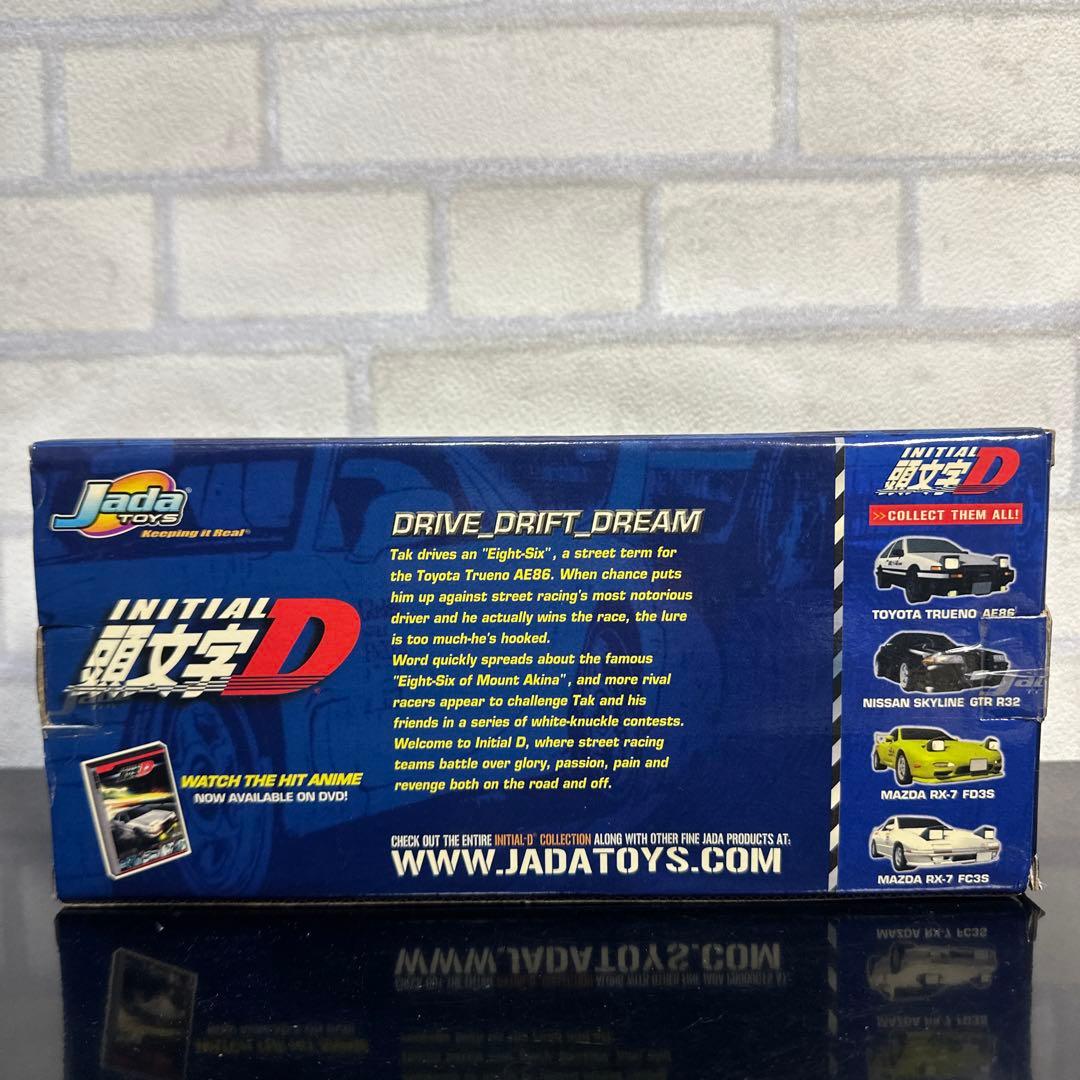 Jada
TOYS
Keeping it Real
INITIAL
頭文字D
WATCH THE HIT ANIME
NOW AVAILABLE ON DVD!
DRIVE_DRIFT_DREAM
Tak drives an "Eight-Six", a street term for
the Toyota Trueno AE86. When chance puts
him up against street racing's most notorious
driver and he actually wins the race, the lure
is too much-he's hooked.
Word quickly spreads about the famous
"Eight-Six of Mount Akina", and more rival
racers appear to challenge Tak and his
friends in a series of white-knuckle contests.
Welcome to Initial D, where street racing
teams battle over glory, passion, pain and
revenge both on the road and off.
CHECK OUT THE ENTIRE INITIAL-D® COLLECTION ALONG WITH OTHER FINE JADA PRODUCTS AT:
WWW.JADATOYS.COM
INITIAL
頭文字D
>>COLLECT THEM ALL!
TOYOTA TRUENO AE86
NISSAN SKYLINE GTR R32
MAZDA RX-7 FD3S
MAZDA RX-7 FC3S